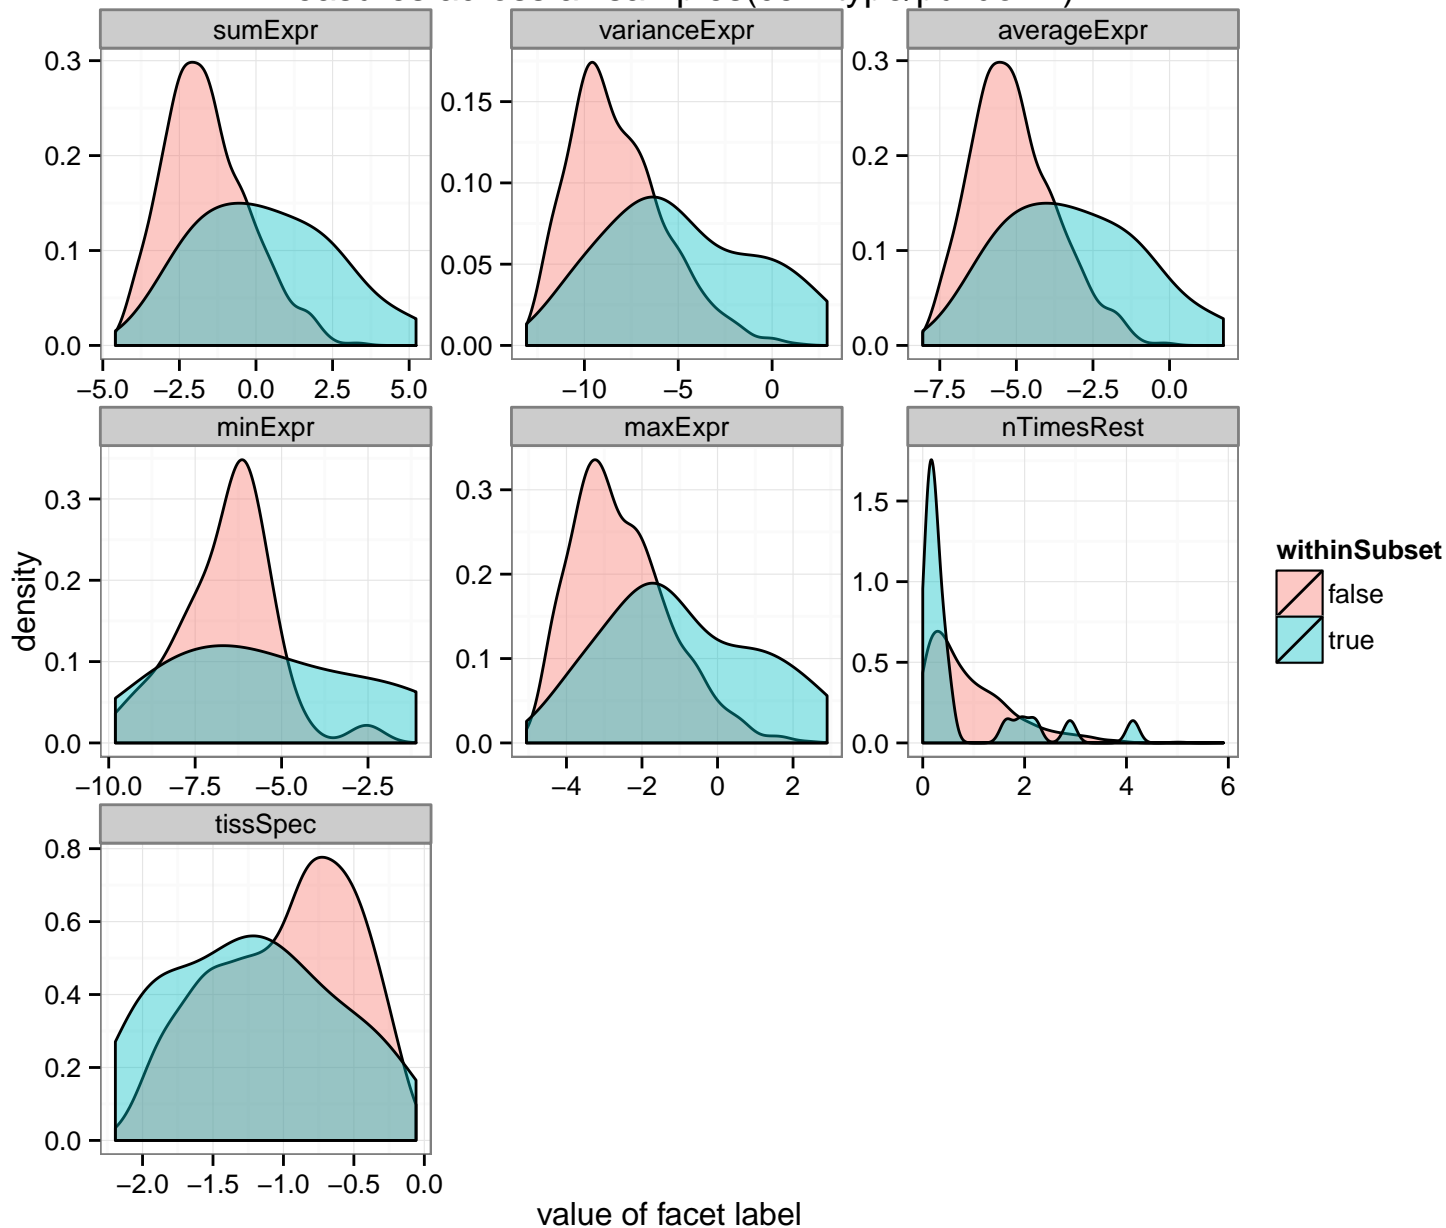 sumExpr varianceExpr averageExpr
0.3 0.2 0.1 0.0
−5.0 −2.5 0.0 2.5 5.0
0.15 0.10 0.05 0.00
−10 −5 0
0.3 0.2 0.1 0.0
−7.5 −5.0 −2.5 0.0
minExpr maxExpr nTimesRest
0.3 0.2 0.1 0.0
−10.0 −7.5 −5.0 −2.5
0.3 0.2 0.1 0.0
−4 −2 0 2
1.5 1.0 0.5 0.0
0 2 4 6
tissSpec
0.8 0.6 0.4 0.2 0.0
−2.0 −1.5 −1.0 −0.5 0.0
density
value of facet label
withinSubset
false
true